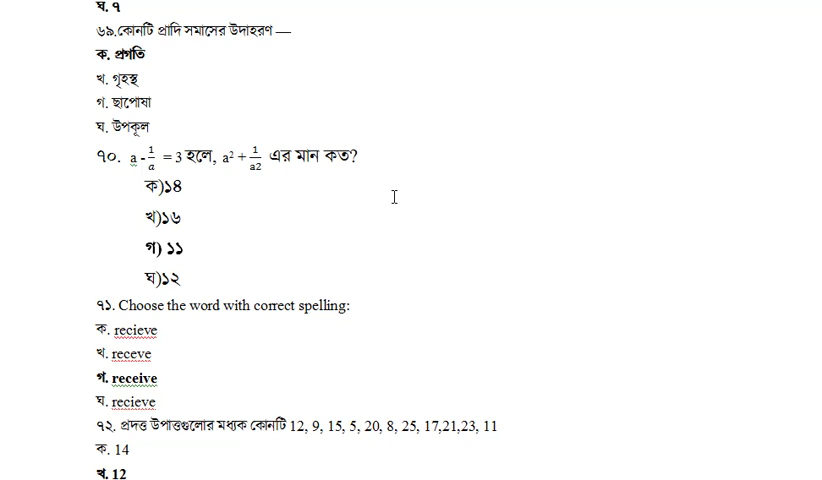 ঘ. ৭
৬৯.কোনটি প্রাদি সমাসের উদাহরণ —
ক. প্রগতি
খ. গৃহস্থ
গ. ছাপোষা
ঘ. উপকূল
৭০. a - 1/a = 3 হলে, a² + 1/a2 এর মান কত?
ক)১৪
খ)১৬
গ) ১১
ঘ)১২
৭১. Choose the word with correct spelling:
ক. recieve
খ. receve
গ. receive
ঘ. recieve
৭২. প্রদত্ত উপাত্তগুলোর মধ্যক কোনটি 12, 9, 15, 5, 20, 8, 25, 17,21,23, 11
ক. 14
খ. 12